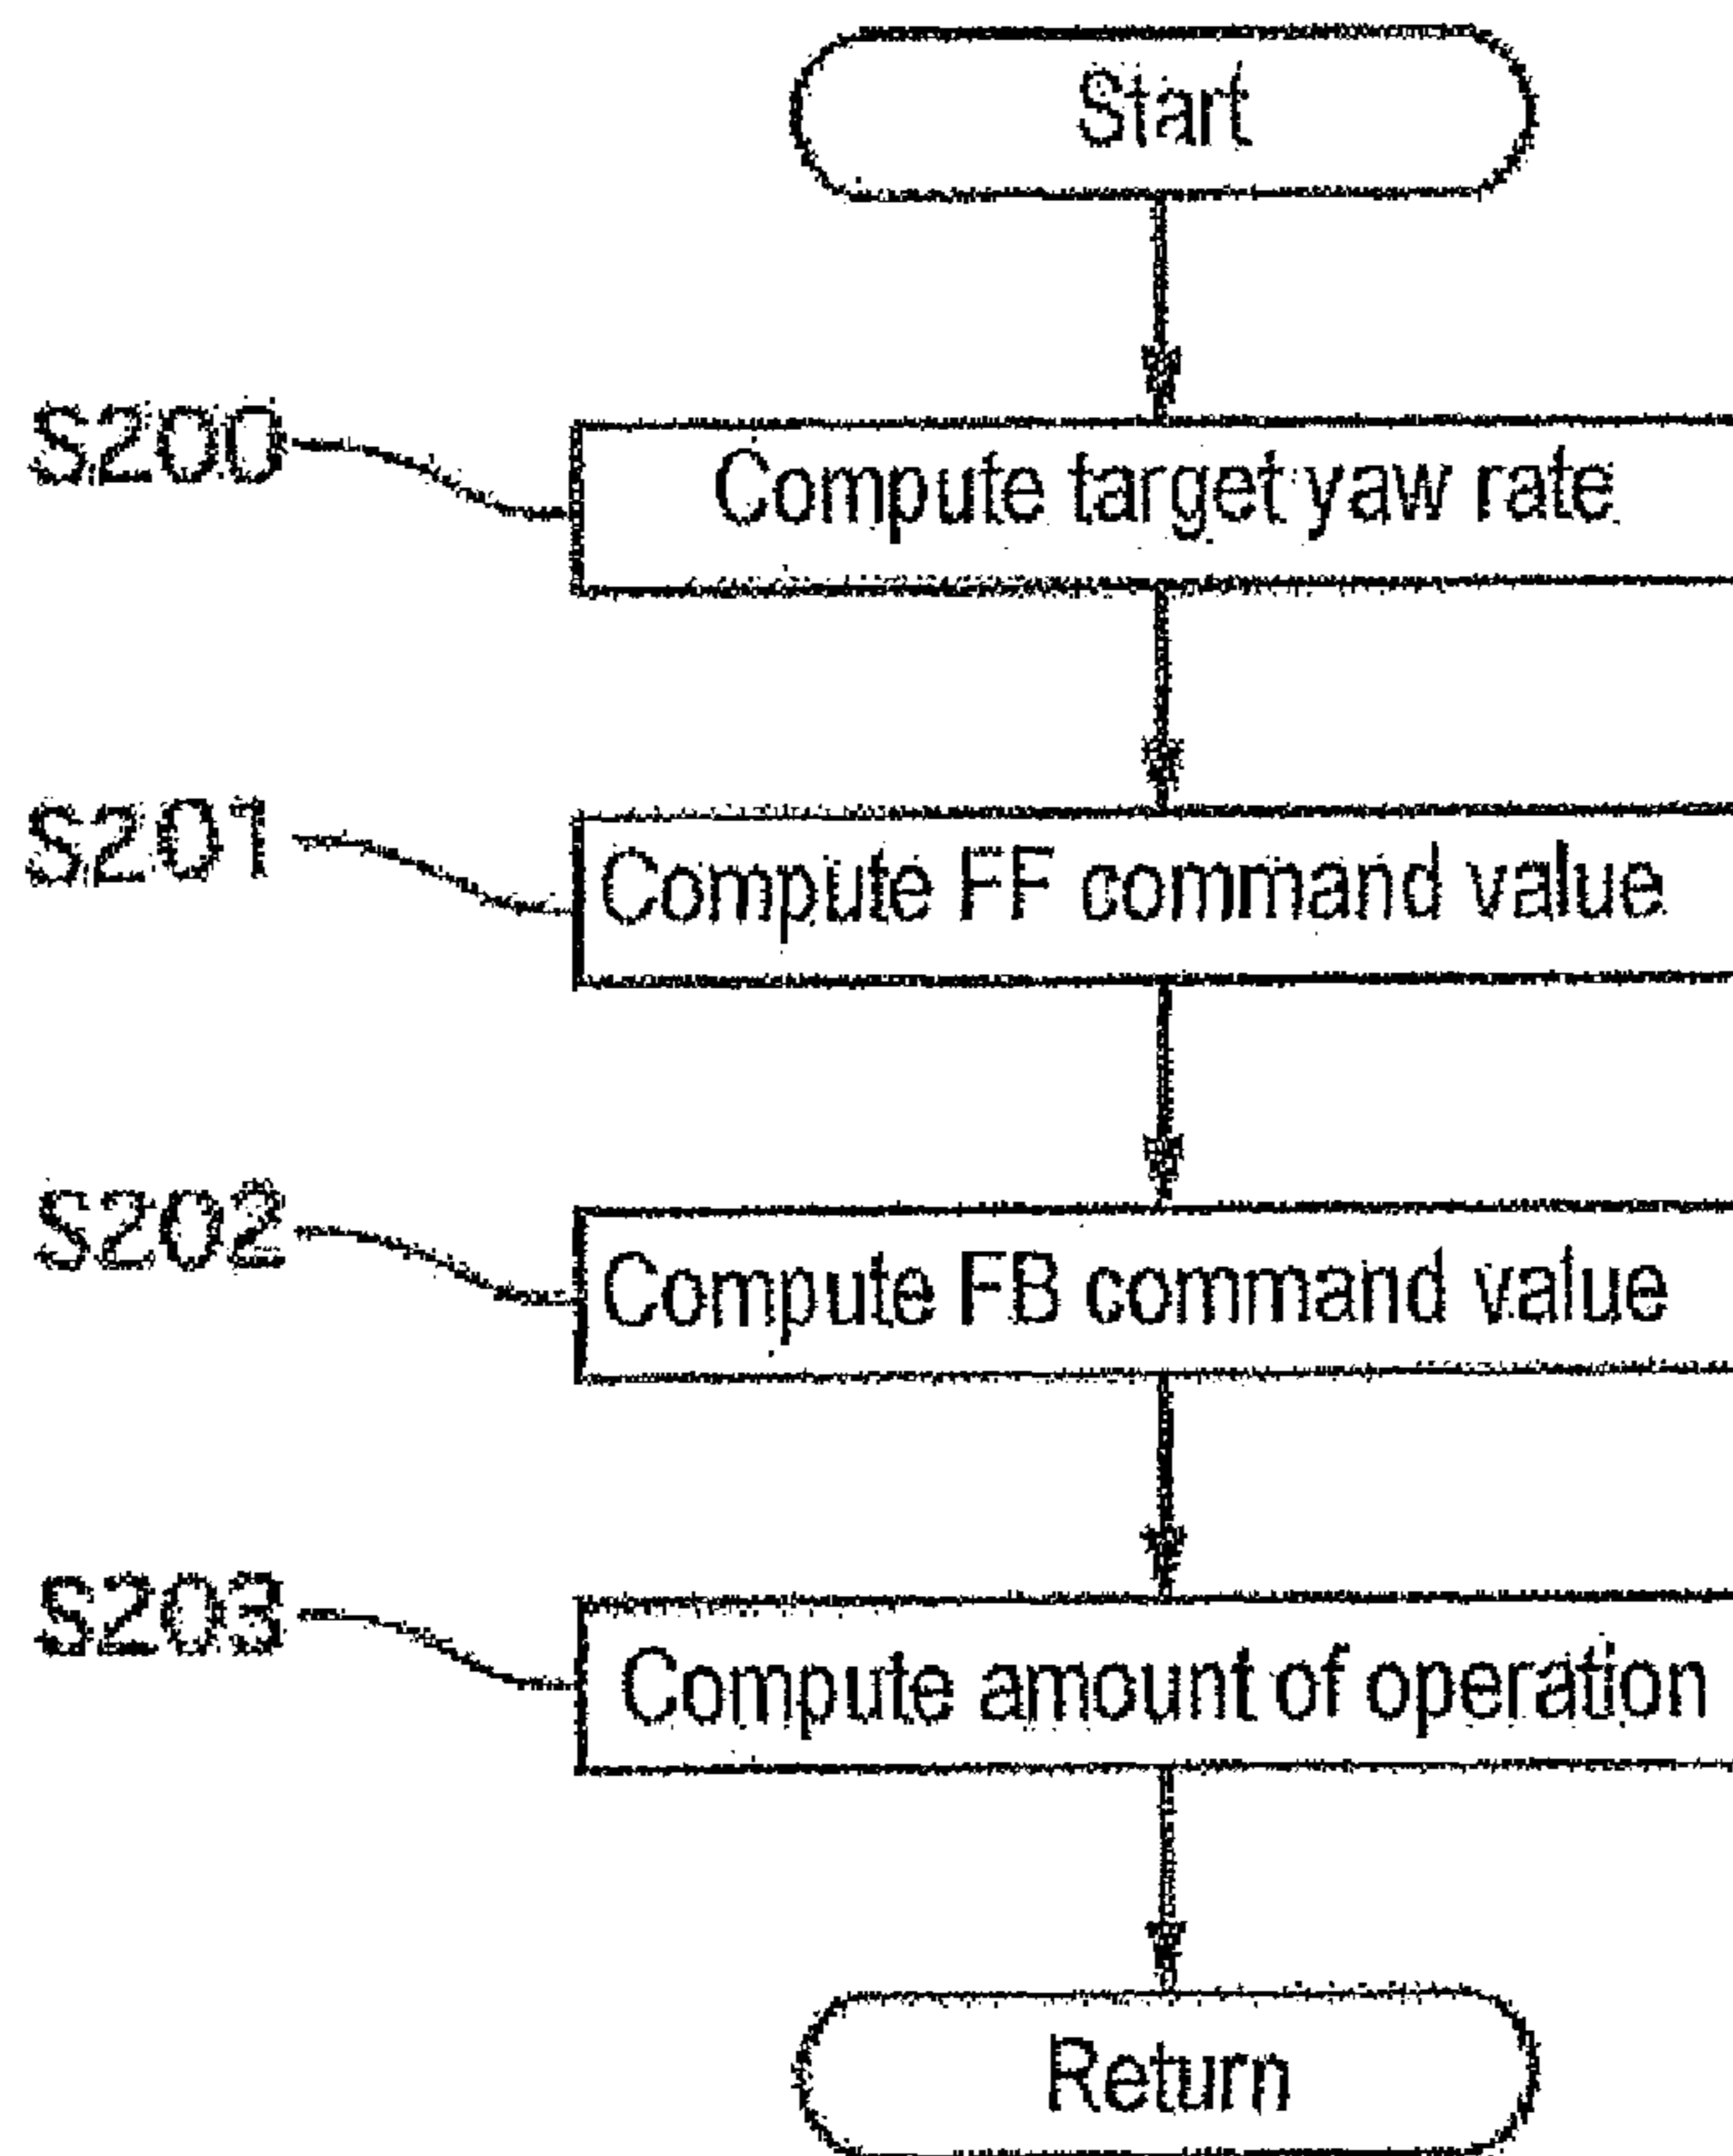 Start
S200
Compute target yaw rate
S201
Compute FF command value
S202
Compute FB command value
S203
Compute amount of operation
Return